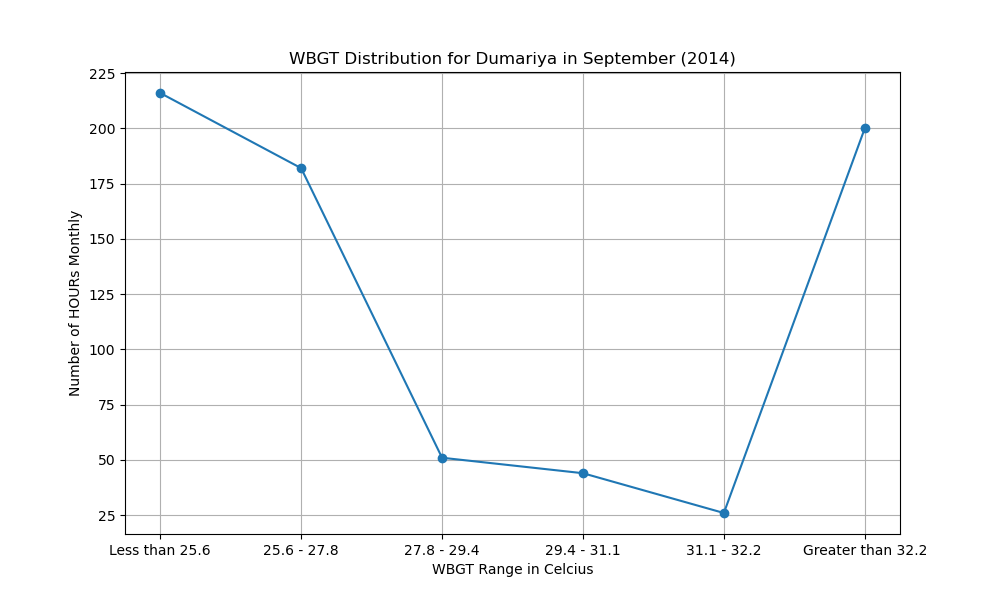 WBGT Distribution for Dumariya in September (2014)
225
200
175
150
125
100
75
50
25
Number of HOURs Monthly
Less than 25.6
25.6 - 27.8
27.8 - 29.4
29.4 - 31.1
31.1 - 32.2
Greater than 32.2
WBGT Range in Celcius